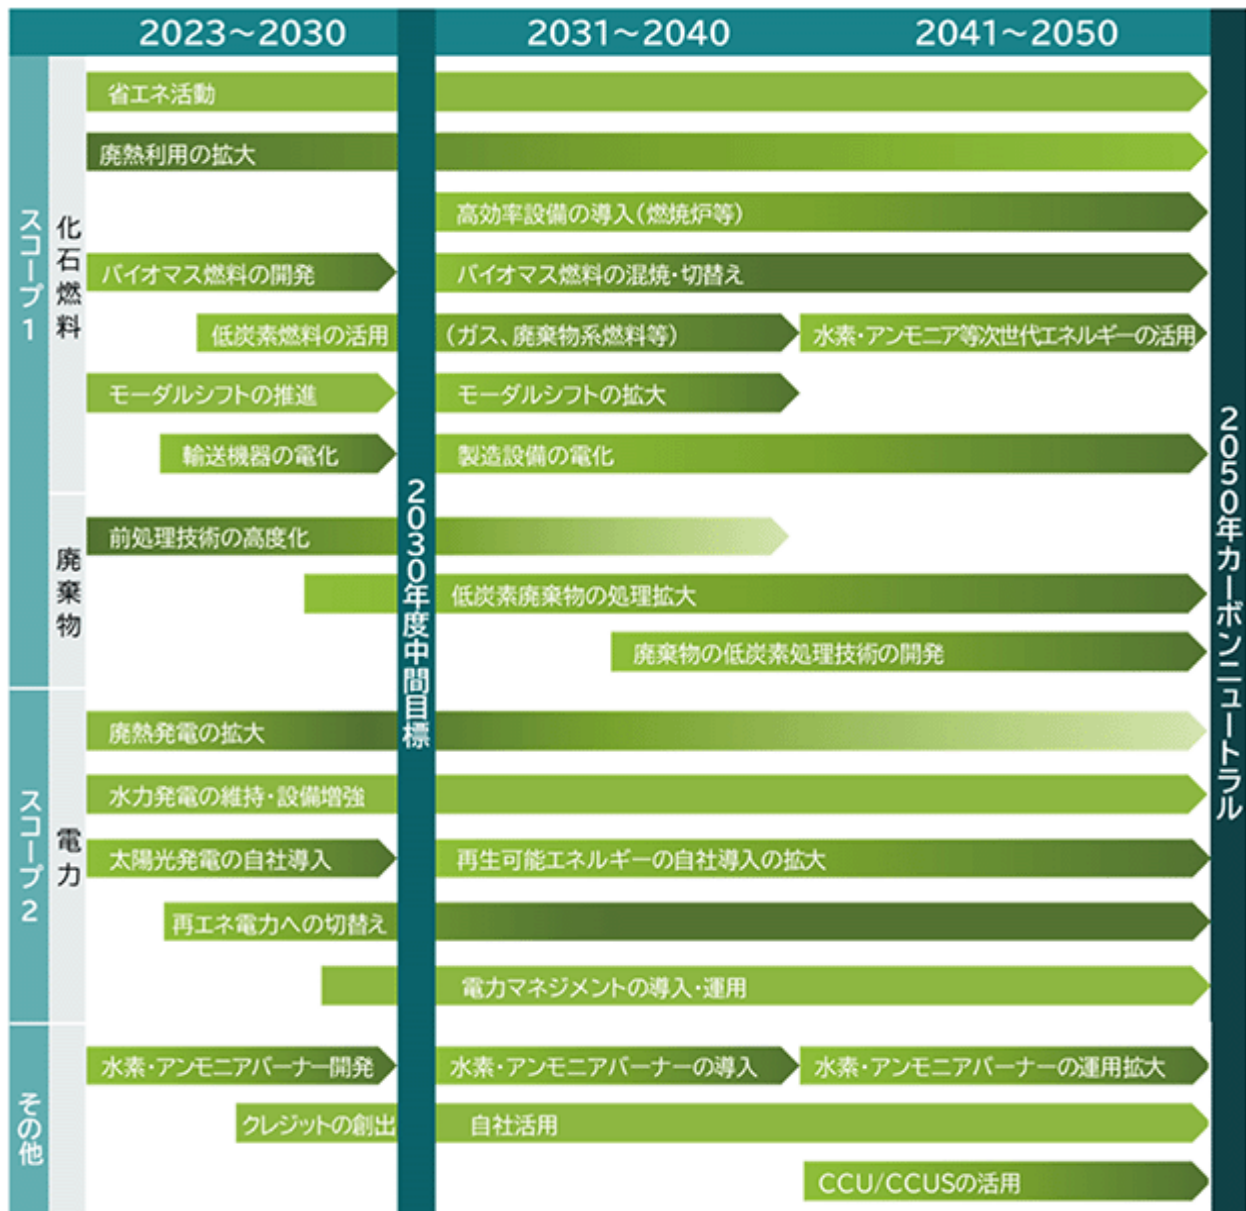 2023～2030
2031～2040
2041～2050
スコープ1
化石燃料
省エネ活動
廃熱利用の拡大
高効率設備の導入(燃焼炉等)
バイオマス燃料の開発
バイオマス燃料の混焼・切替え
低炭素燃料の活用
(ガス、廃棄物系燃料等)
水素・アンモニア等次世代エネルギーの活用
モーダルシフトの推進
モーダルシフトの拡大
輸送機器の電化
製造設備の電化
廃棄物
前処理技術の高度化
低炭素廃棄物の処理拡大
廃棄物の低炭素処理技術の開発
スコープ2
電力
廃熱発電の拡大
水力発電の維持・設備増強
太陽光発電の自社導入
再生可能エネルギーの自社導入の拡大
再エネ電力への切替え
電力マネジメントの導入・運用
その他
水素・アンモニアバーナー開発
水素・アンモニアバーナーの導入
水素・アンモニアバーナーの運用拡大
クレジットの創出
自社活用
CCU/CCUSの活用
2030年度中間目標
2050年カーボンニュートラル